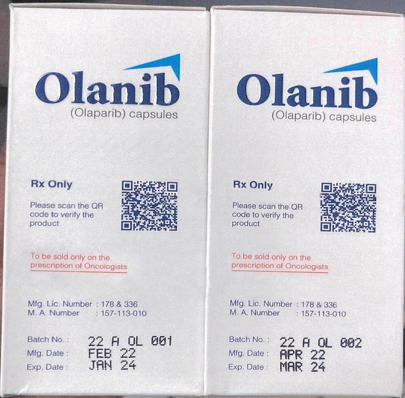 Olanib
(Olaparib) capsules
Rx Only
Please scan the QR
code to verify the
product
To be sold only on the
prescription of Oncologists
Mfg. Lic. Number : 178 & 336
M. A. Number : 157-113-010
Batch No. : 22 A OL 001
Mfg. Date : FEB 22
Exp. Date : JAN 24
Olanib
(Olaparib) capsules
Rx Only
Please scan the QR
code to verify the
product
To be sold only on the
prescription of Oncologists
Mfg. Lic. Number : 178 & 336
M. A. Number : 157-113-010
Batch No. : 22 A OL 002
Mfg. Date : APR 22
Exp. Date : MAR 24